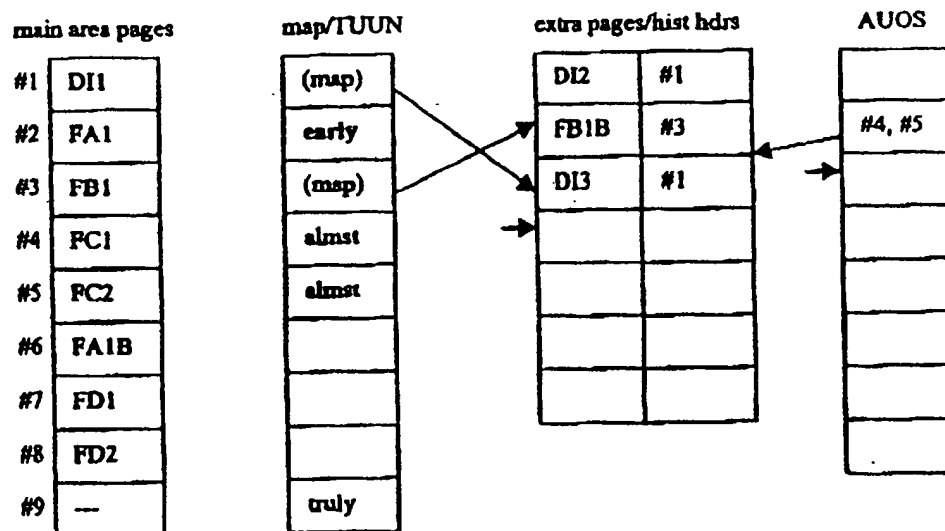 main area pages map/TUUN extra pages/hist hdrs AUOS
#1 DI1 (map) DI2 #1
#2 FA1 early FB1B #3 #4, #5
#3 FB1 (map) DI3 #1
#4 FC1 almst
#5 FC2 almst
#6 FA1B
#7 FD1
#8 FD2
#9 --- truly